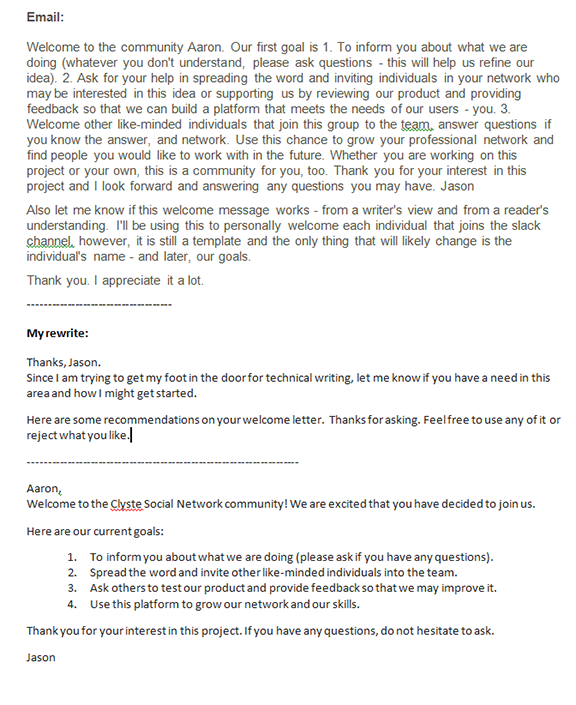 Email:
Welcome to the community Aaron. Our first goal is 1. To inform you about what we are
doing (whatever you don't understand, please ask questions - this will help us refine our
idea). 2. Ask for your help in spreading the word and inviting individuals in your network who
may be interested in this idea or supporting us by reviewing our product and providing
feedback so that we can build a platform that meets the needs of our users - you. 3.
Welcome other like-minded individuals that join this group to the team, answer questions if
you know the answer, and network. Use this chance to grow your professional network and
find people you would like to work with in the future. Whether you are working on this
project or your own, this is a community for you, too. Thank you for your interest in this
project and I look forward and answering any questions you may have. Jason
Also let me know if this welcome message works - from a writer's view and from a reader's
understanding. I'll be using this to personally welcome each individual that joins the slack
channel, however, it is still a template and the only thing that will likely change is the
individual's name - and later, our goals.
Thank you. I appreciate it a lot.
------------------------------------
My rewrite:
Thanks, Jason.
Since I am trying to get my foot in the door for technical writing, let me know if you have a need in this
area and how I might get started.
Here are some recommendations on your welcome letter. Thanks for asking. Feel free to use any of it or
reject what you like.
--------------------------------------------------------------------
Aaron,
Welcome to the Clyste Social Network community! We are excited that you have decided to join us.
Here are our current goals:
1. To inform you about what we are doing (please ask if you have any questions).
2. Spread the word and invite other like-minded individuals into the team.
3. Ask others to test our product and provide feedback so that we may improve it.
4. Use this platform to grow our network and our skills.
Thank you for your interest in this project. If you have any questions, do not hesitate to ask.
Jason